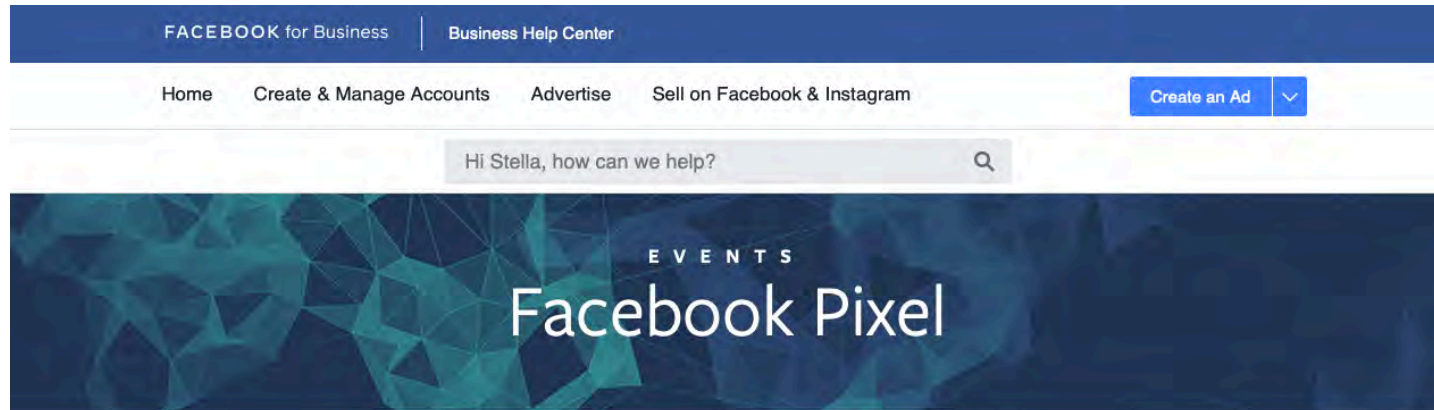 FACEBOOK for Business Business Help Center
Home Create & Manage Accounts Advertise Sell on Facebook & Instagram Create an Ad
Hi Stella, how can we help?
EVENTS
Facebook Pixel